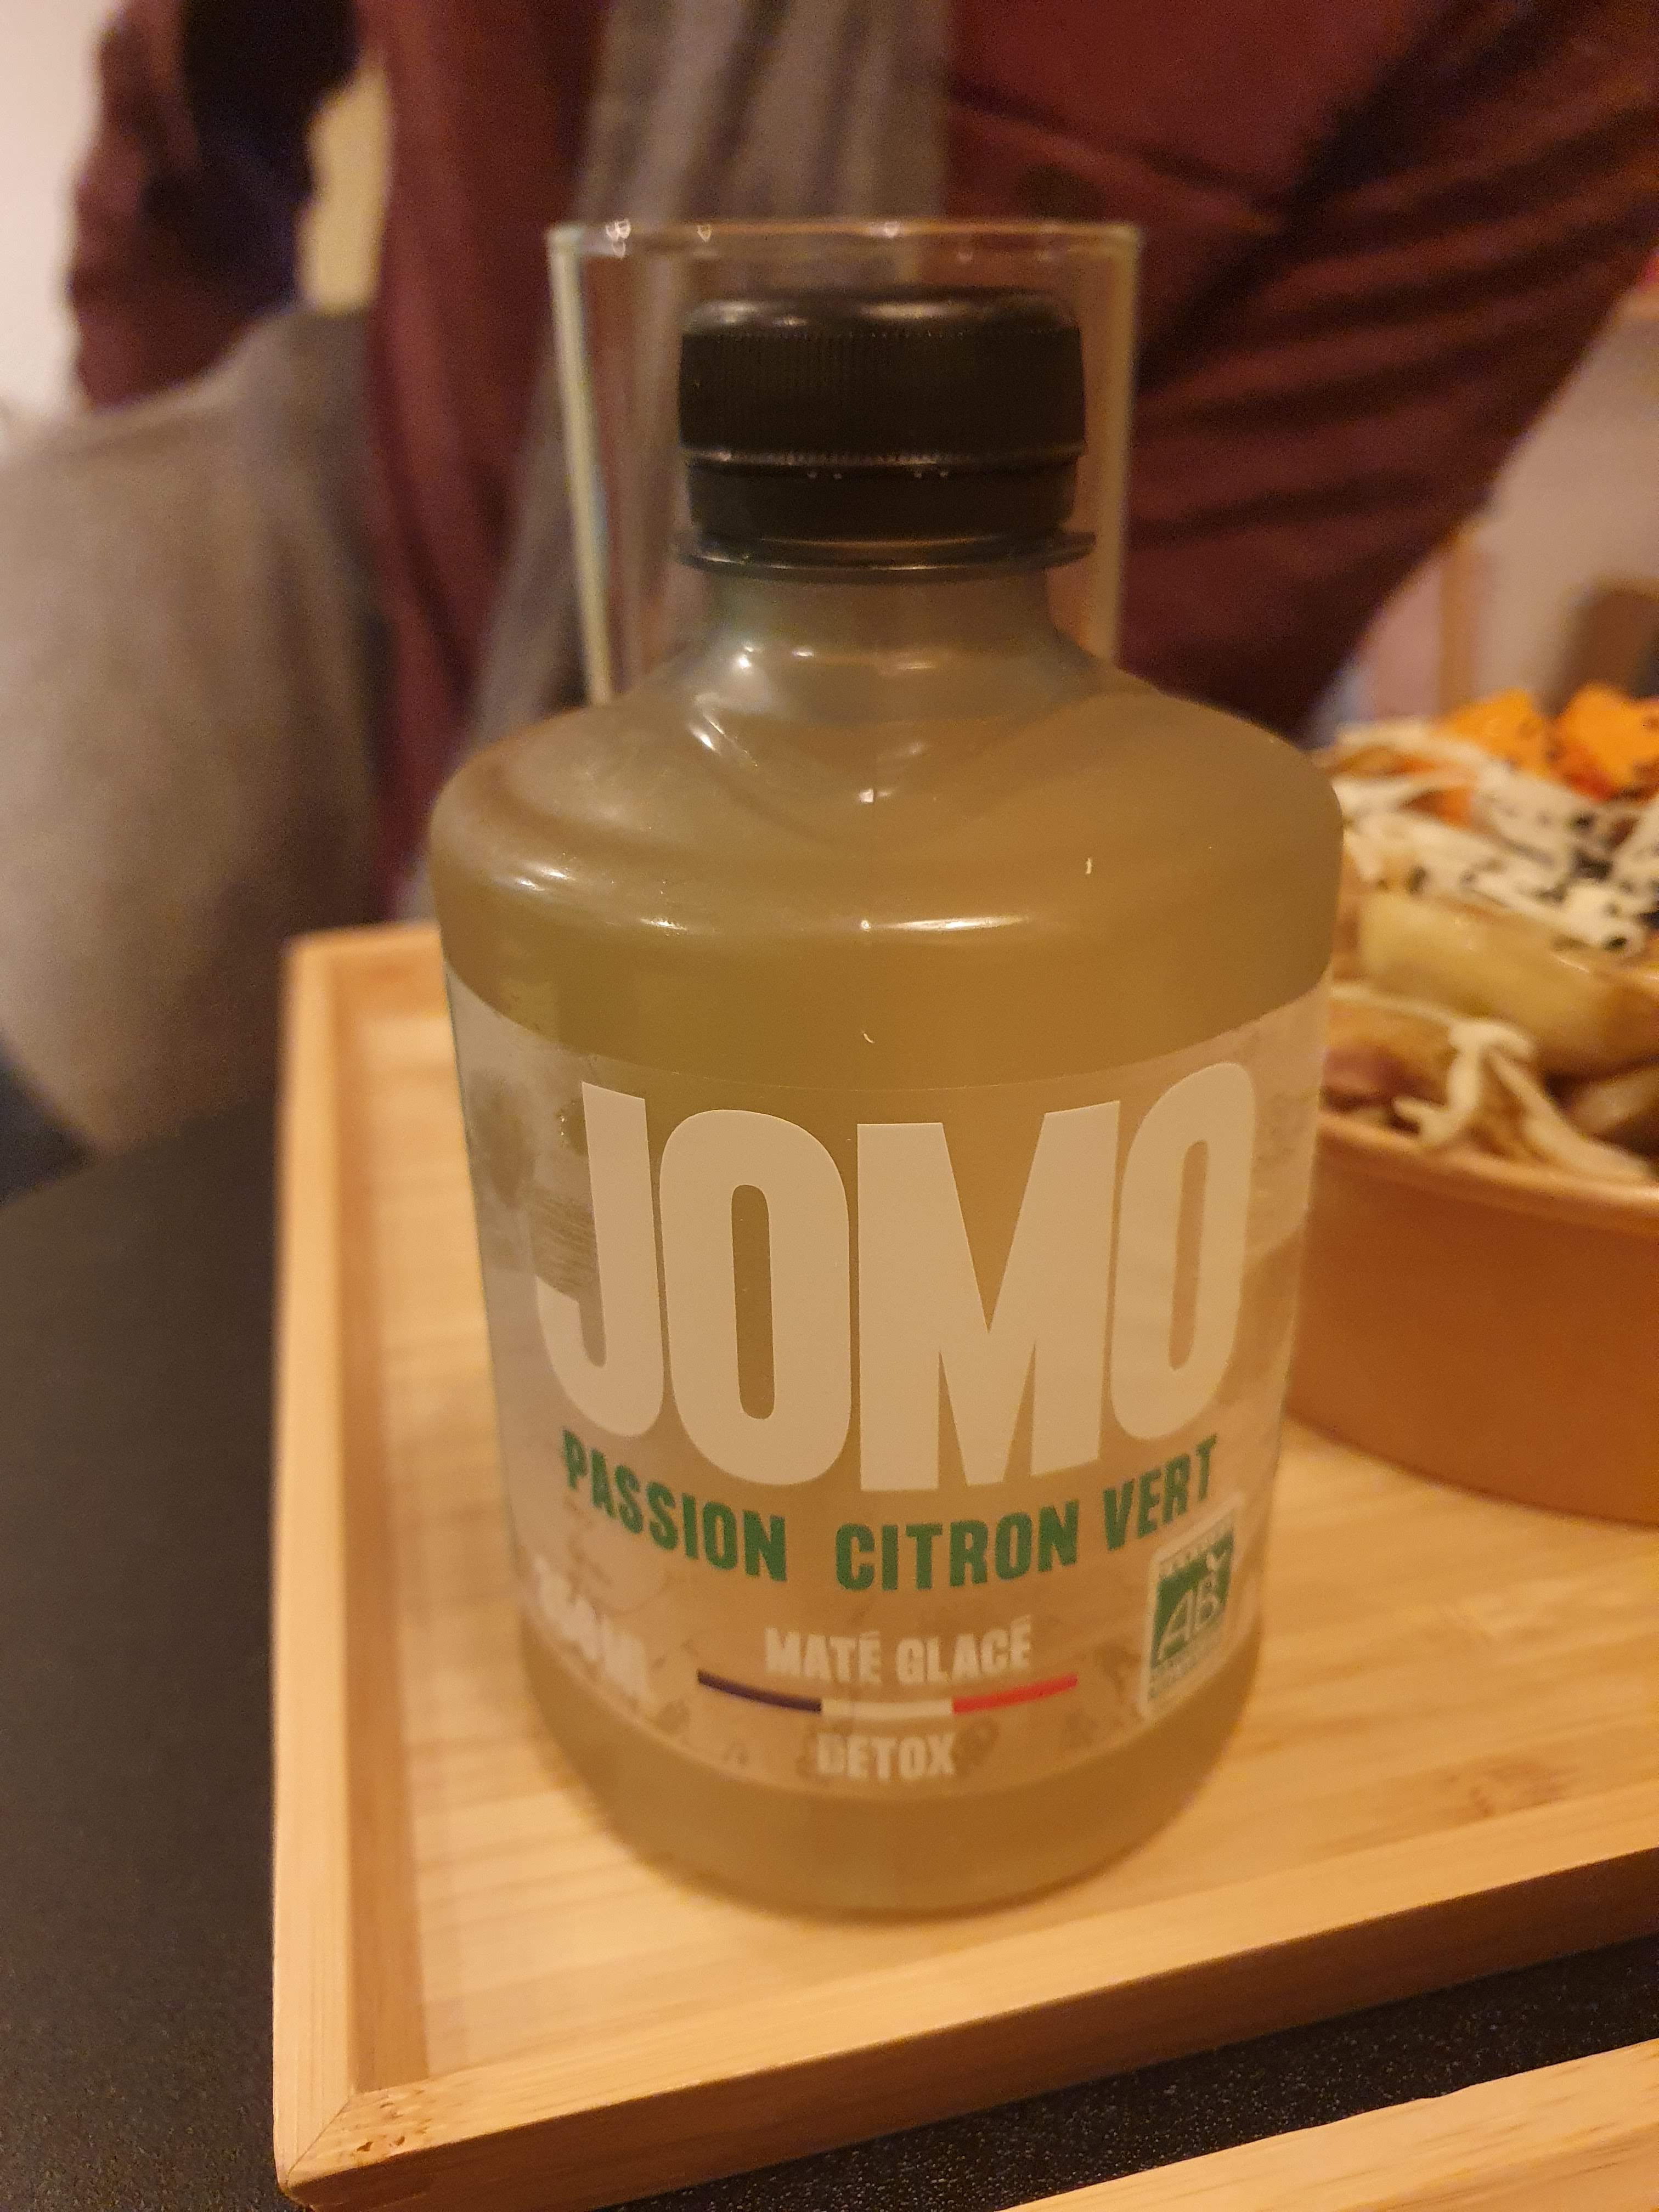 JOMO
PASSION CITRON VERT
MATÉ GLACÉ
AB
DETOX